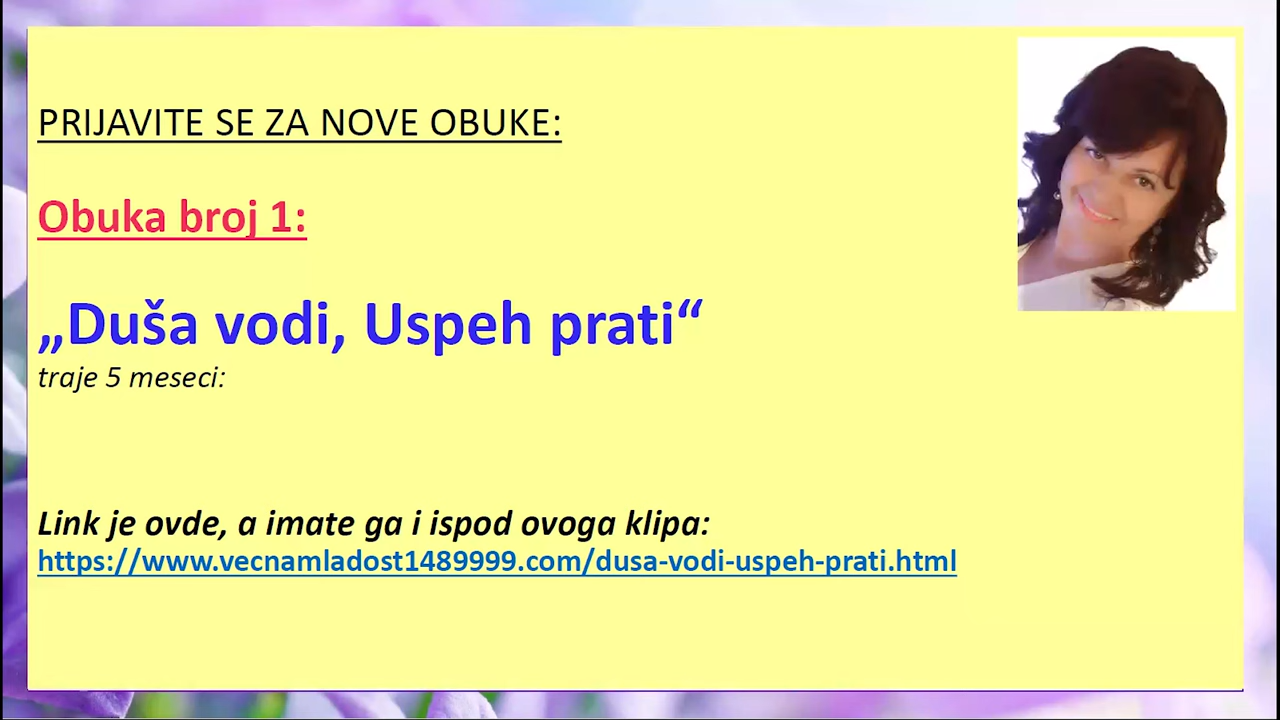 PRIJAVITE SE ZA NOVE OBUKE:
Obuka broj 1:
„Duša vodi, Uspeh prati“
traje 5 meseci:
Link je ovde, a imate ga i ispod ovoga klipa:
https://www.vecnamladost1489999.com/dusa-vodi-uspeh-prati.html